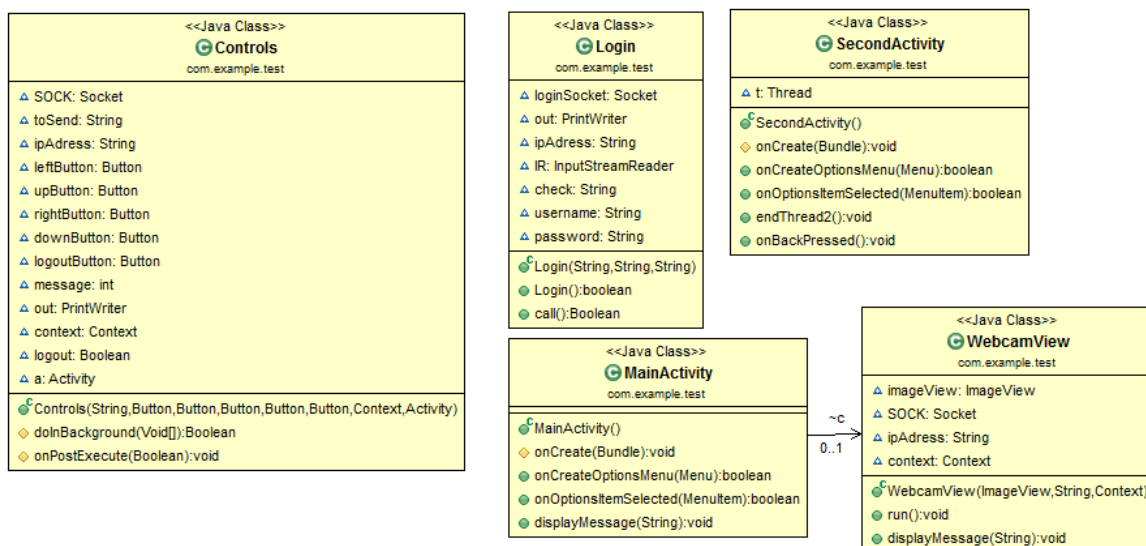 <<Java Class>>
Controls
com.example.test
SOCK: Socket
toSend: String
ipAdress: String
leftButton: Button
upButton: Button
rightButton: Button
downButton: Button
logoutButton: Button
message: int
out: PrintWriter
context: Context
logout: Boolean
a: Activity
Controls(String,Button,Button,Button,Button,Button,Context,Activity)
doInBackground(Void[]):Boolean
onPostExecute(Boolean):void
<<Java Class>>
Login
com.example.test
loginSocket: Socket
out: PrintWriter
ipAdress: String
IR: InputStreamReader
check: String
username: String
password: String
Login(String,String,String)
Login():boolean
call():Boolean
<<Java Class>>
SecondActivity
com.example.test
t: Thread
SecondActivity()
onCreate(Bundle):void
onCreateOptionsMenu(Menu):boolean
onOptionsItemSelected(MenuItem):boolean
endThread2():void
onBackPressed():void
<<Java Class>>
MainActivity
com.example.test
MainActivity()
onCreate(Bundle):void
onCreateOptionsMenu(Menu):boolean
onOptionsItemSelected(MenuItem):boolean
displayMessage(String):void
~c
0..1
<<Java Class>>
WebcamView
com.example.test
imageView: ImageView
SOCK: Socket
ipAdress: String
context: Context
WebcamView(ImageView,String,Context)
run():void
displayMessage(String):void